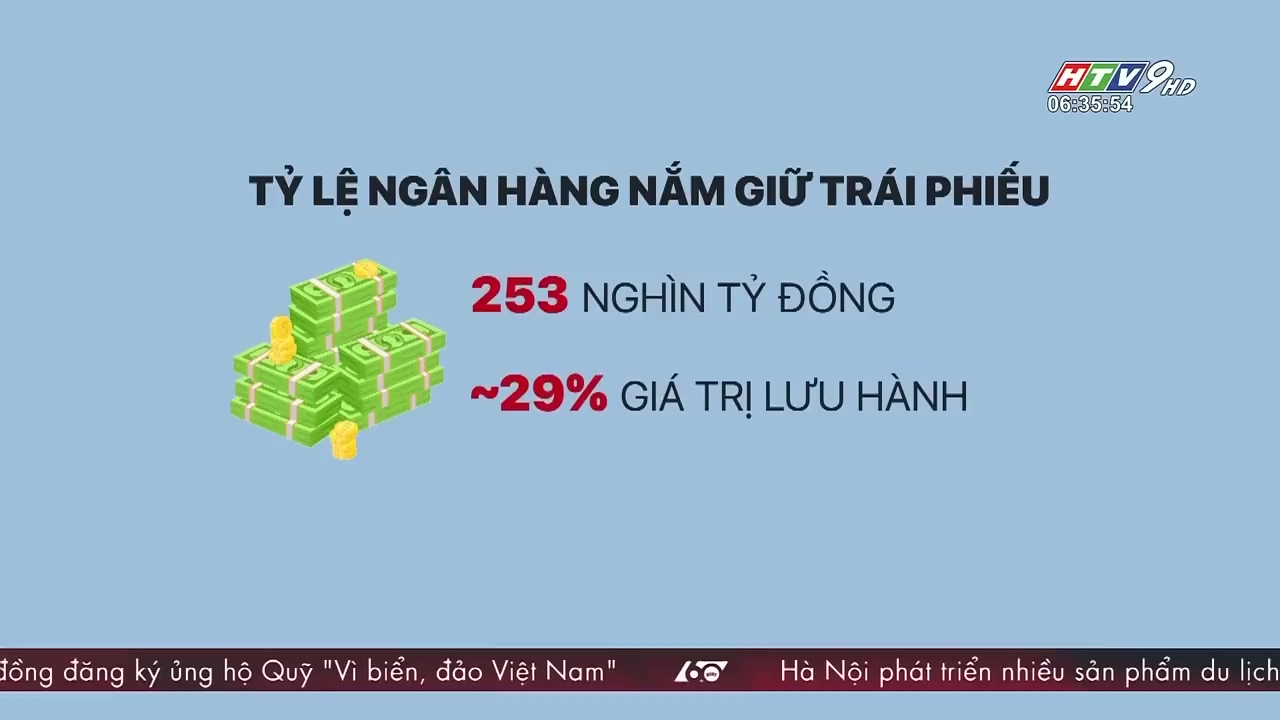 HTV9HD
06:35:54
TỶ LỆ NGÂN HÀNG NẮM GIỮ TRÁI PHIẾU
253 NGHÌN TỶ ĐỒNG
~29% GIÁ TRỊ LƯU HÀNH
đồng đăng ký ủng hộ Quỹ "Vì biển, đảo Việt Nam" 60 Hà Nội phát triển nhiều sản phẩm du lịch